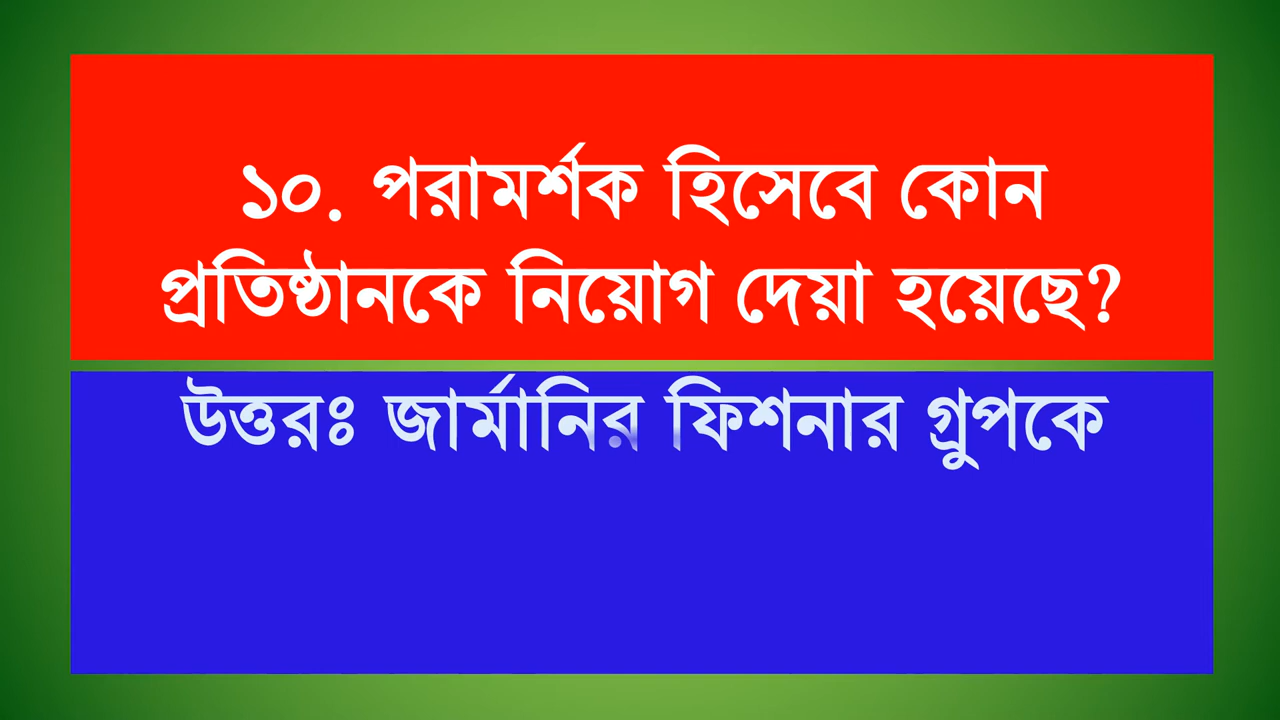 ১০. পরামর্শক হিসেবে কোন
প্রতিষ্ঠানকে নিয়োগ দেয়া হয়েছে?
উত্তরঃ জার্মানির ফিশনার গ্রুপকে